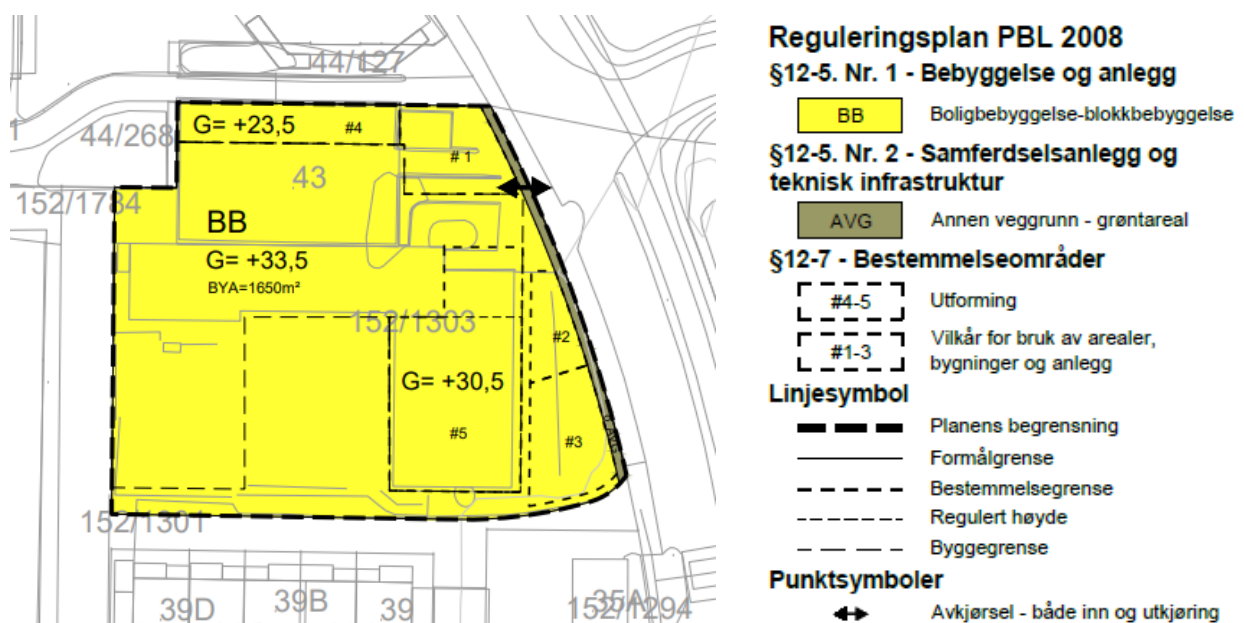 44/127
G= +23,5
#4
# 1
44/268
43
152/1784
BB
G= +33,5
BYA=1650m²
152/1303
#2
G= +30,5
#5
#3
152/1301
39D
39B
39
35A
152/1294
Reguleringsplan PBL 2008
§12-5. Nr. 1 - Bebyggelse og anlegg
BB
Boligbebyggelse-blokkbebyggelse
§12-5. Nr. 2 - Samferdselsanlegg og
teknisk infrastruktur
AVG
Annen veggrunn - grøntareal
§12-7 - Bestemmelseområder
#4-5
Utforming
#1-3
Vilkår for bruk av arealer,
bygninger og anlegg
Linjesymbol
Planens begrensning
Formålgrense
Bestemmelsegrense
Regulert høyde
Byggegrense
Punktsymboler
Avkjørsel - både inn og utkjøring